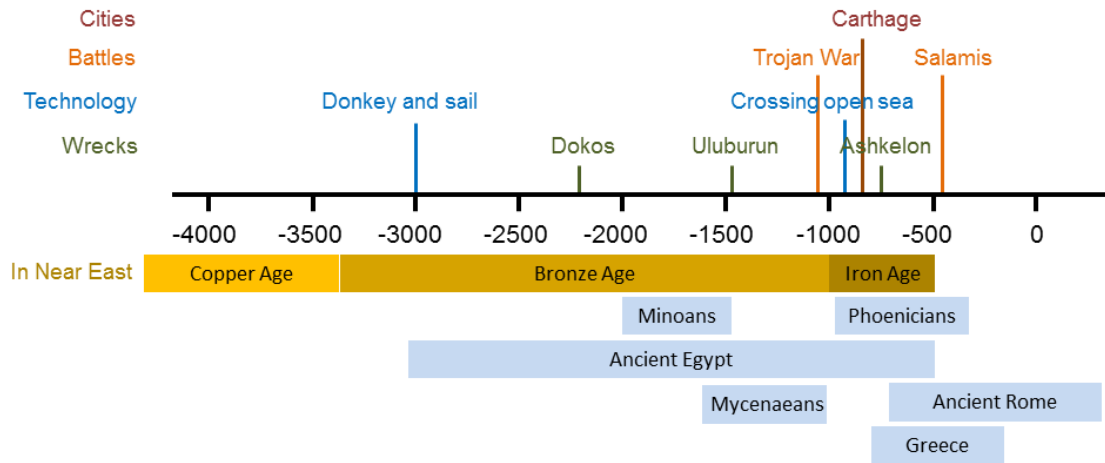 Cities Carthage
Battles Trojan War Salamis
Technology Donkey and sail Crossing open sea
Wrecks Dokos Uluburun Ashkelon
-4000 -3500 -3000 -2500 -2000 -1500 -1000 -500 0
In Near East Copper Age Bronze Age Iron Age
Minoans Phoenicians
Ancient Egypt
Mycenaeans Ancient Rome
Greece